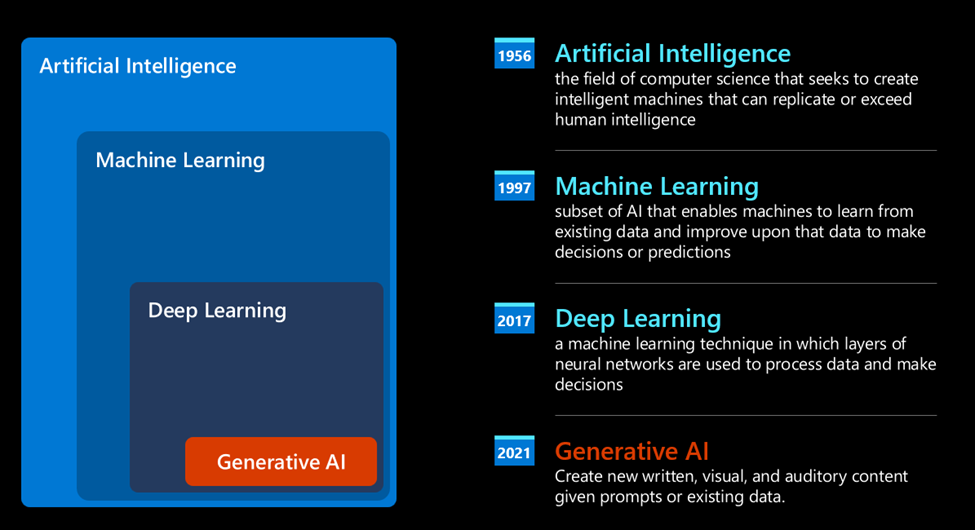 Artificial Intelligence
Machine Learning
Deep Learning
Generative AI
1956
Artificial Intelligence
the field of computer science that seeks to create
intelligent machines that can replicate or exceed
human intelligence
1997
Machine Learning
subset of AI that enables machines to learn from
existing data and improve upon that data to make
decisions or predictions
2017
Deep Learning
a machine learning technique in which layers of
neural networks are used to process data and make
decisions
2021
Generative AI
Create new written, visual, and auditory content
given prompts or existing data.